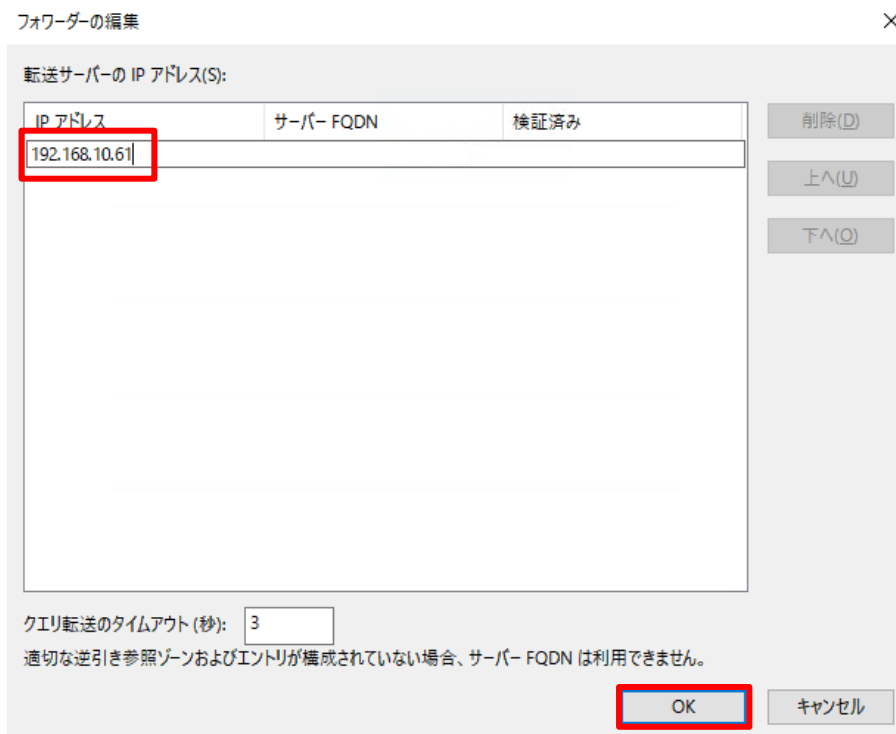 フォワーダーの編集
転送サーバーの IP アドレス(S):
IP アドレス サーバー FQDN 検証済み 削除(D)
192.168.10.61
上へ(U)
下へ(O)
クエリ転送のタイムアウト (秒): 3
適切な逆引き参照ゾーンおよびエントリが構成されていない場合、サーバー FQDN は利用できません。
OK キャンセル